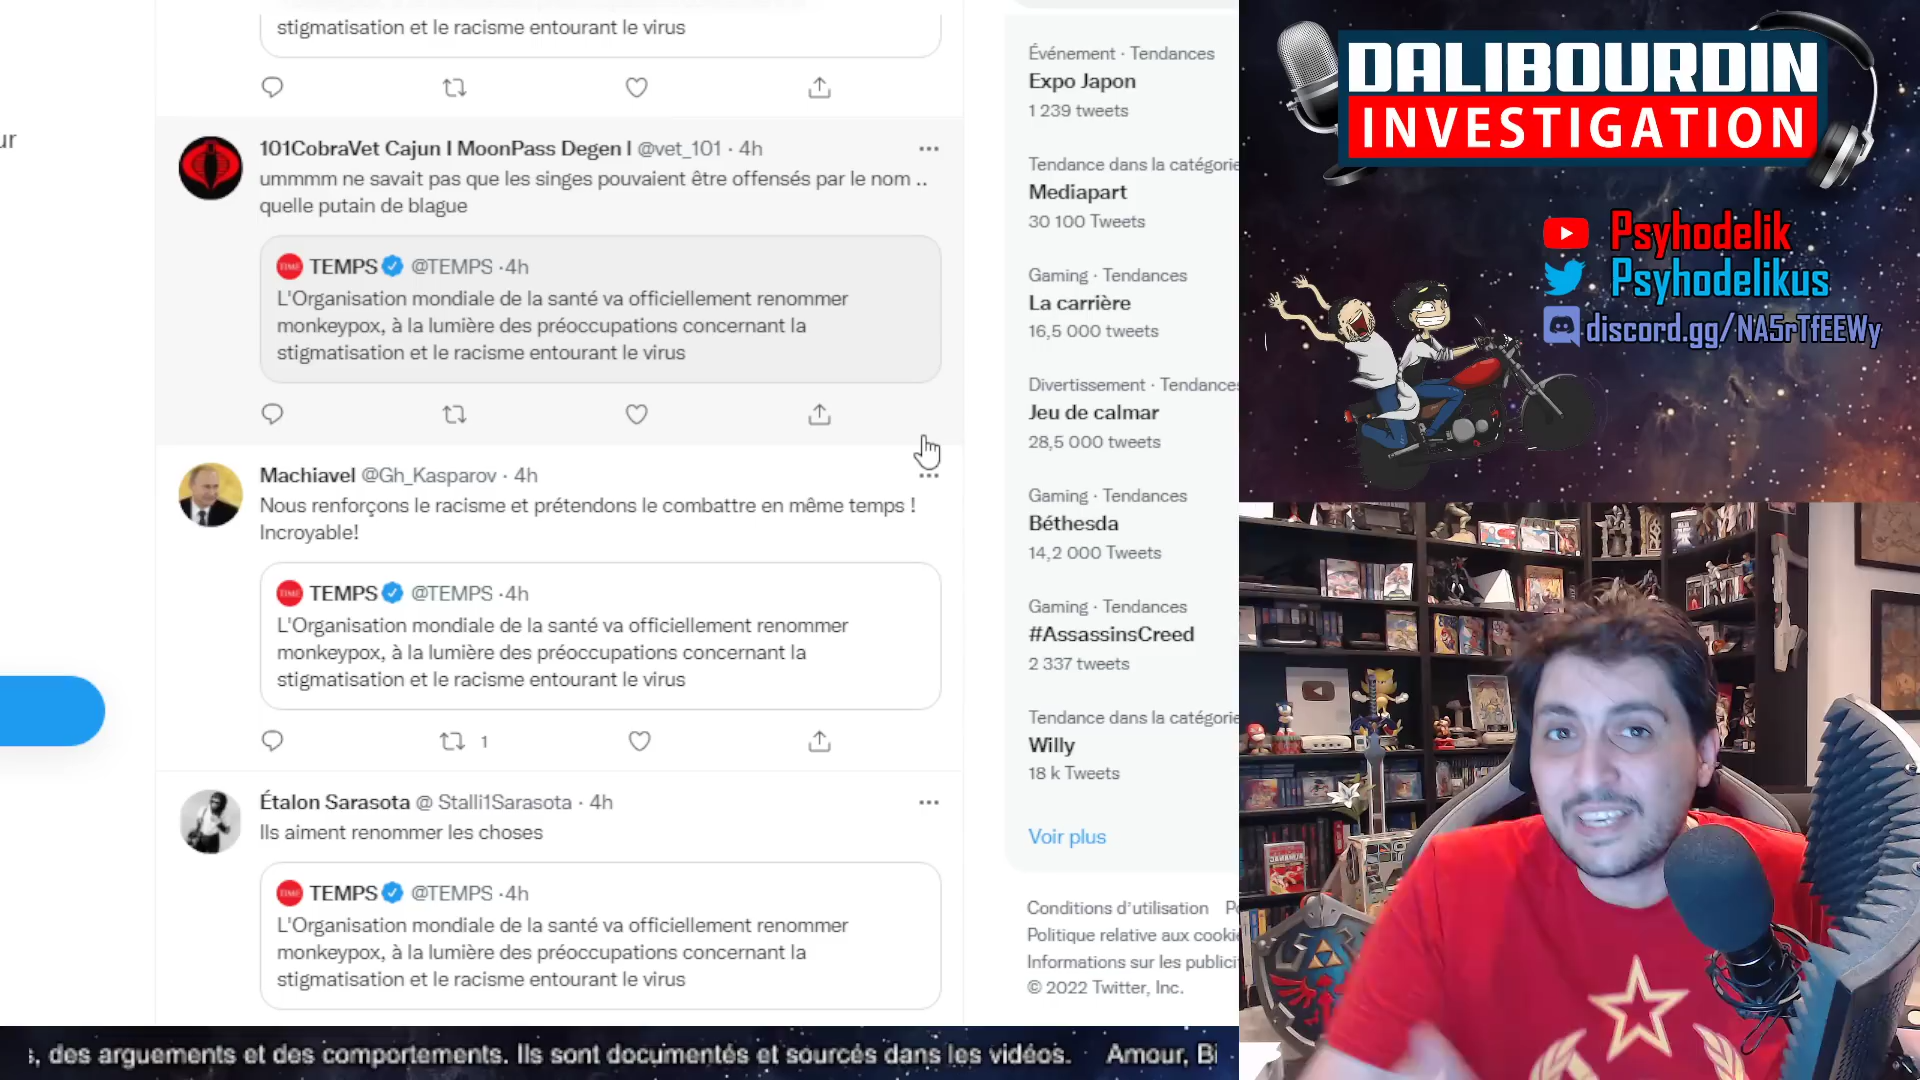 stigmatisation et le racisme entourant le virus
ur
101CobraVet Cajun I MoonPass Degen I @vet_101 · 4h
ummmm ne savait pas que les singes pouvaient être offensés par le nom ..
quelle putain de blague
TIME TEMPS @TEMPS ·4h
L'Organisation mondiale de la santé va officiellement renommer
monkeypox, à la lumière des préoccupations concernant la
stigmatisation et le racisme entourant le virus
Machiavel @Gh_Kasparov · 4h
Nous renforçons le racisme et prétendons le combattre en même temps !
Incroyable!
TIME TEMPS @TEMPS ·4h
L'Organisation mondiale de la santé va officiellement renommer
monkeypox, à la lumière des préoccupations concernant la
stigmatisation et le racisme entourant le virus
1
Étalon Sarasota @ Stalli1Sarasota · 4h
Ils aiment renommer les choses
TIME TEMPS @TEMPS ·4h
L'Organisation mondiale de la santé va officiellement renommer
monkeypox, à la lumière des préoccupations concernant la
stigmatisation et le racisme entourant le virus
Événement · Tendances
Expo Japon
1 239 tweets
Tendance dans la catégorie
Mediapart
30 100 Tweets
Gaming · Tendances
La carrière
16,5 000 tweets
Divertissement · Tendances
Jeu de calmar
28,5 000 tweets
Gaming · Tendances
Béthesda
14,2 000 Tweets
Gaming · Tendances
#AssassinsCreed
2 337 tweets
Tendance dans la catégorie
Willy
18 k Tweets
Voir plus
Conditions d'utilisation
Politique relative aux cookie
Informations sur les publici
© 2022 Twitter, Inc.
DALIBOURDIN
INVESTIGATION
Psyhodelik
Psyhodelikus
discord.gg/NA5rTfEEWy
, des arguements et des comportements. Ils sont documentés et sourcés dans les vidéos. Amour, Bi